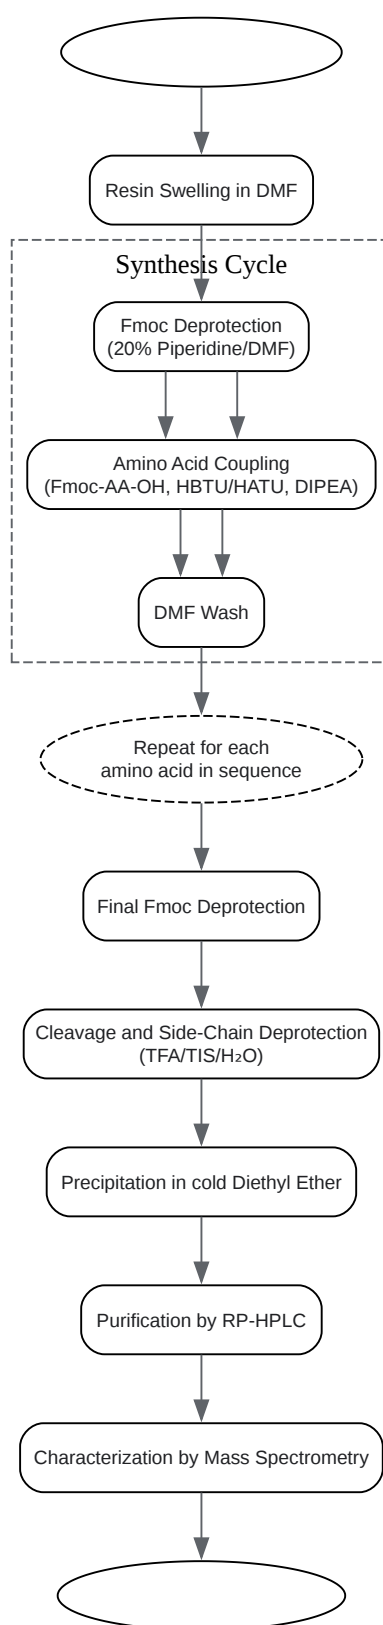 Resin Swelling in DMF
Synthesis Cycle
Fmoc Deprotection
(20% Piperidine/DMF)
Amino Acid Coupling
(Fmoc-AA-OH, HBTU/HATU, DIPEA)
DMF Wash
Repeat for each
amino acid in sequence
Final Fmoc Deprotection
Cleavage and Side-Chain Deprotection
(TFA/TIS/H₂O)
Precipitation in cold Diethyl Ether
Purification by RP-HPLC
Characterization by Mass Spectrometry